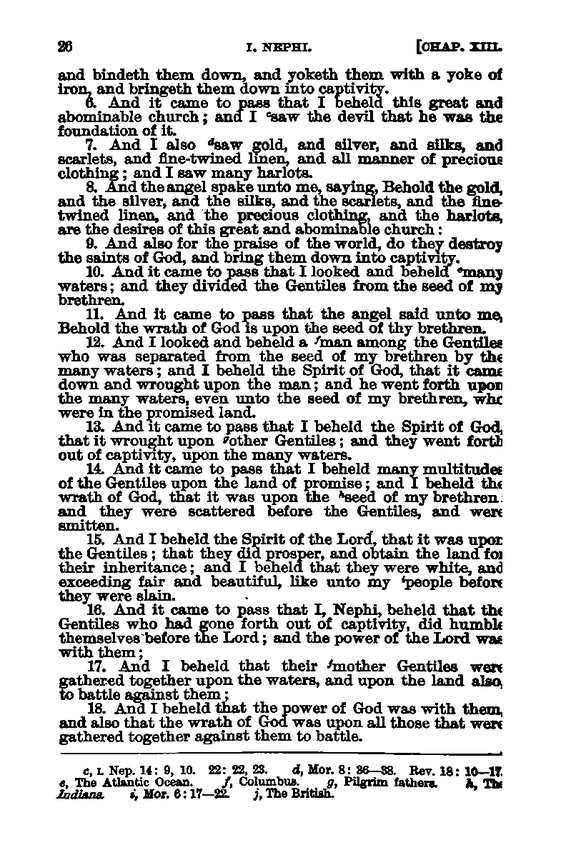 26 I. NEPHI. [CHAP. XIII.
and bindeth them down, and yoketh them with a yoke of
iron, and bringeth them down into captivity.
6. And it came to pass that I beheld this great and
abominable church; and I ᶜsaw the devil that he was the
foundation of it.
7. And I also ᵈsaw gold, and silver, and silks, and
scarlets, and fine-twined linen, and all manner of precious
clothing; and I saw many harlots.
8. And the angel spake unto me, saying, Behold the gold,
and the silver, and the silks, and the scarlets, and the fine-
twined linen, and the precious clothing, and the harlots,
are the desires of this great and abominable church:
9. And also for the praise of the world, do they destroy
the saints of God, and bring them down into captivity.
10. And it came to pass that I looked and beheld ᵉmany
waters; and they divided the Gentiles from the seed of my
brethren.
11. And it came to pass that the angel said unto me,
Behold the wrath of God is upon the seed of thy brethren.
12. And I looked and beheld a ᶠman among the Gentiles
who was separated from the seed of my brethren by the
many waters; and I beheld the Spirit of God, that it came
down and wrought upon the man; and he went forth upon
the many waters, even unto the seed of my brethren, who
were in the promised land.
13. And it came to pass that I beheld the Spirit of God,
that it wrought upon ᵍother Gentiles; and they went forth
out of captivity, upon the many waters.
14. And it came to pass that I beheld many multitudes
of the Gentiles upon the land of promise; and I beheld the
wrath of God, that it was upon the ʰseed of my brethren;
and they were scattered before the Gentiles, and were
smitten.
15. And I beheld the Spirit of the Lord, that it was upon
the Gentiles; that they did prosper, and obtain the land for
their inheritance; and I beheld that they were white, and
exceeding fair and beautiful, like unto my ⁱpeople before
they were slain.
16. And it came to pass that I, Nephi, beheld that the
Gentiles who had gone forth out of captivity, did humble
themselves before the Lord; and the power of the Lord was
with them;
17. And I beheld that their ʲmother Gentiles were
gathered together upon the waters, and upon the land also,
to battle against them;
18. And I beheld that the power of God was with them,
and also that the wrath of God was upon all those that were
gathered together against them to battle.
c, I. Nep. 14: 9, 10. 22: 22, 23. d, Mor. 8: 36—38. Rev. 18: 10—17.
e, The Atlantic Ocean. f, Columbus. g, Pilgrim fathers. h, The
Indians. i, Mor. 6: 17—22. j, The British.